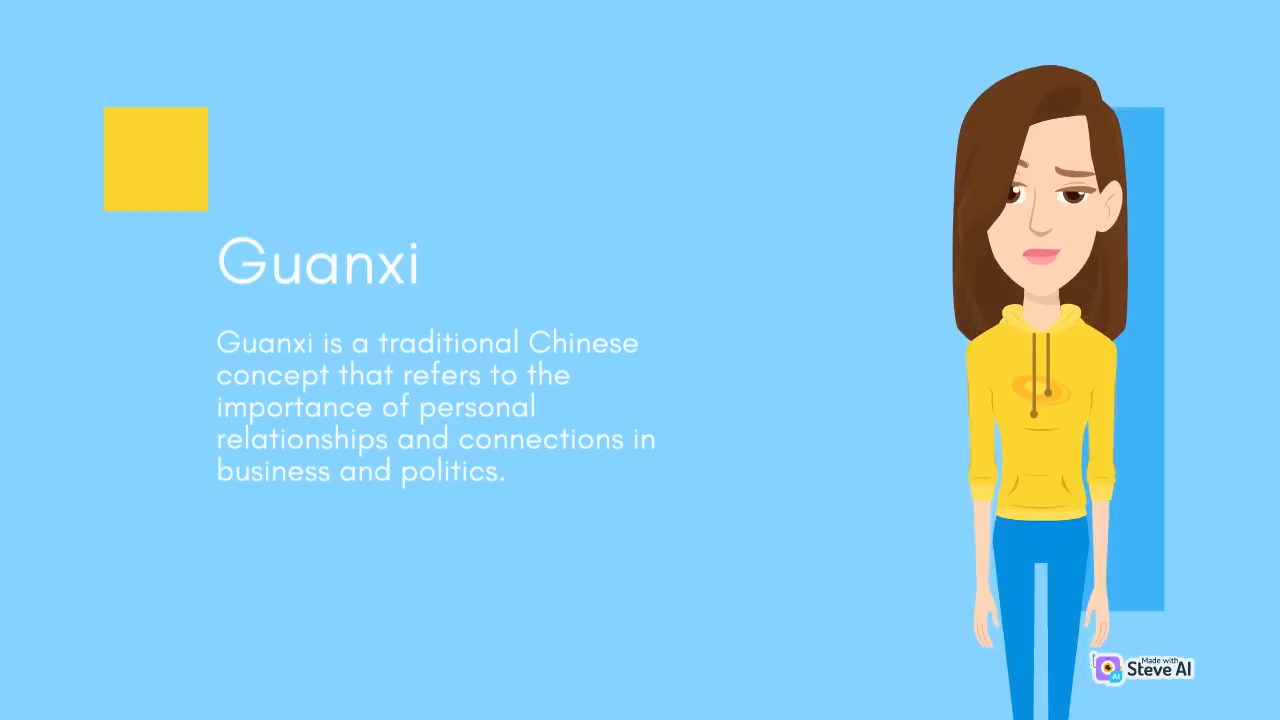 Guanxi
Guanxi is a traditional Chinese
concept that refers to the
importance of personal
relationships and connections in
business and politics.
Made with
Steve AI
AI